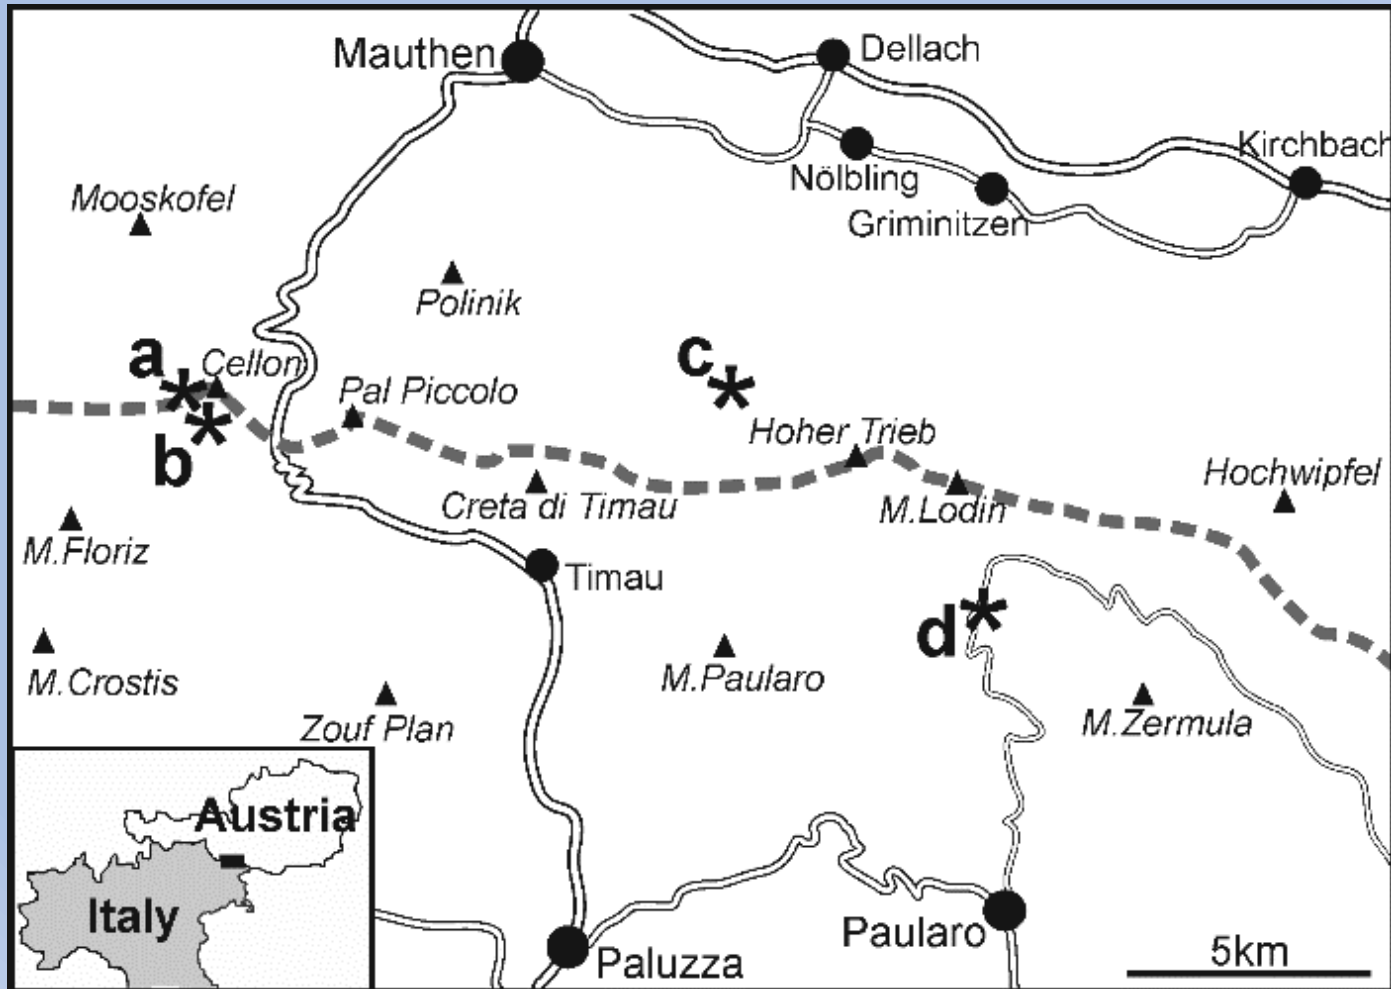 Mauthen
Dellach
Kirchbach
Nölbling
Griminitzen
Mooskofel
Polinik
a
Cellon
c
Pal Piccolo
b
Hoher Trieb
Hochwipfel
Creta di Timau
M.Lodin
M.Floriz
Timau
d
M.Crostis
M.Paularo
M.Zermula
Zouf Plan
Austria
Italy
Paularo
5km
Paluzza